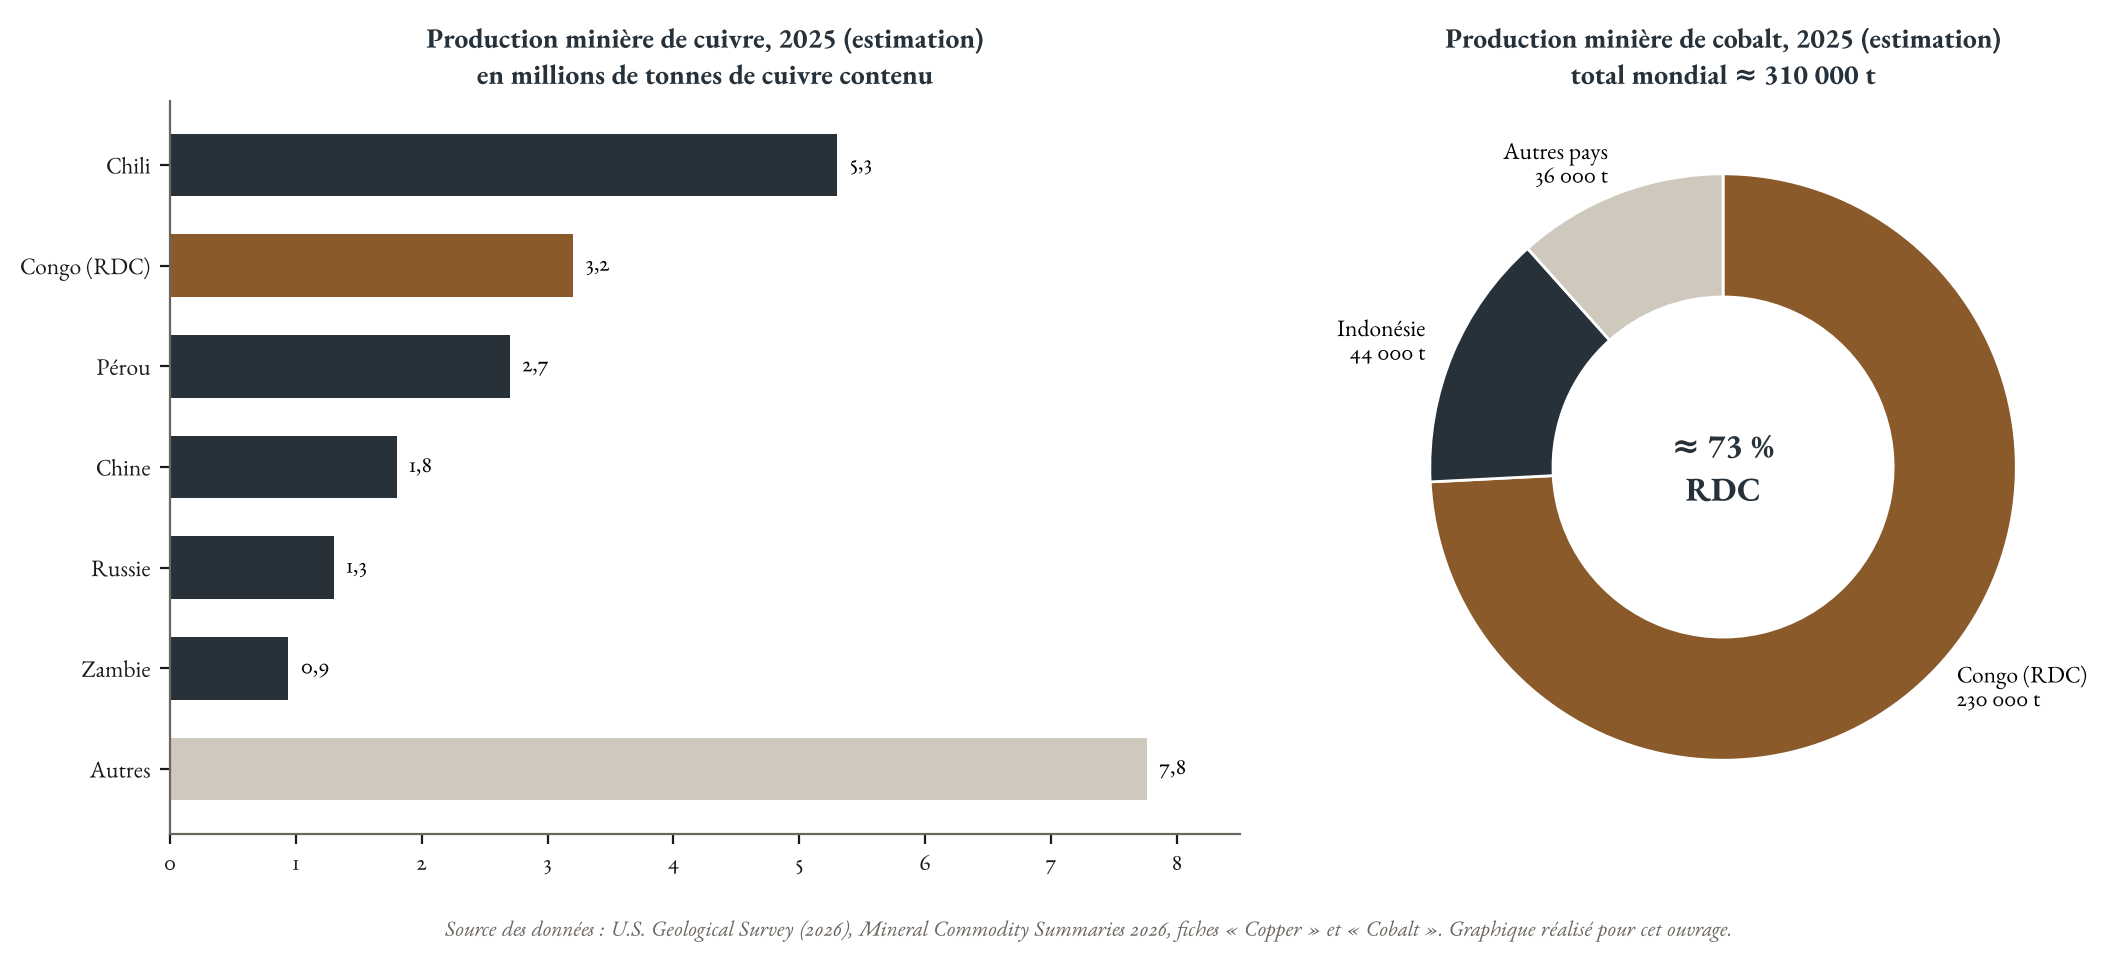 Production minière de cuivre, 2025 (estimation)
en millions de tonnes de cuivre contenu
Chili
5,3
Congo (RDC)
3,2
Pérou
2,7
Chine
1,8
Russie
1,3
Zambie
0,9
Autres
7,8
0 1 2 3 4 5 6 7 8
Production minière de cobalt, 2025 (estimation)
total mondial ≈ 310 000 t
Autres pays
36 000 t
Indonésie
44 000 t
≈ 73 %
RDC
Congo (RDC)
230 000 t
Source des données : U.S. Geological Survey (2026), Mineral Commodity Summaries 2026, fiches « Copper » et « Cobalt ». Graphique réalisé pour cet ouvrage.